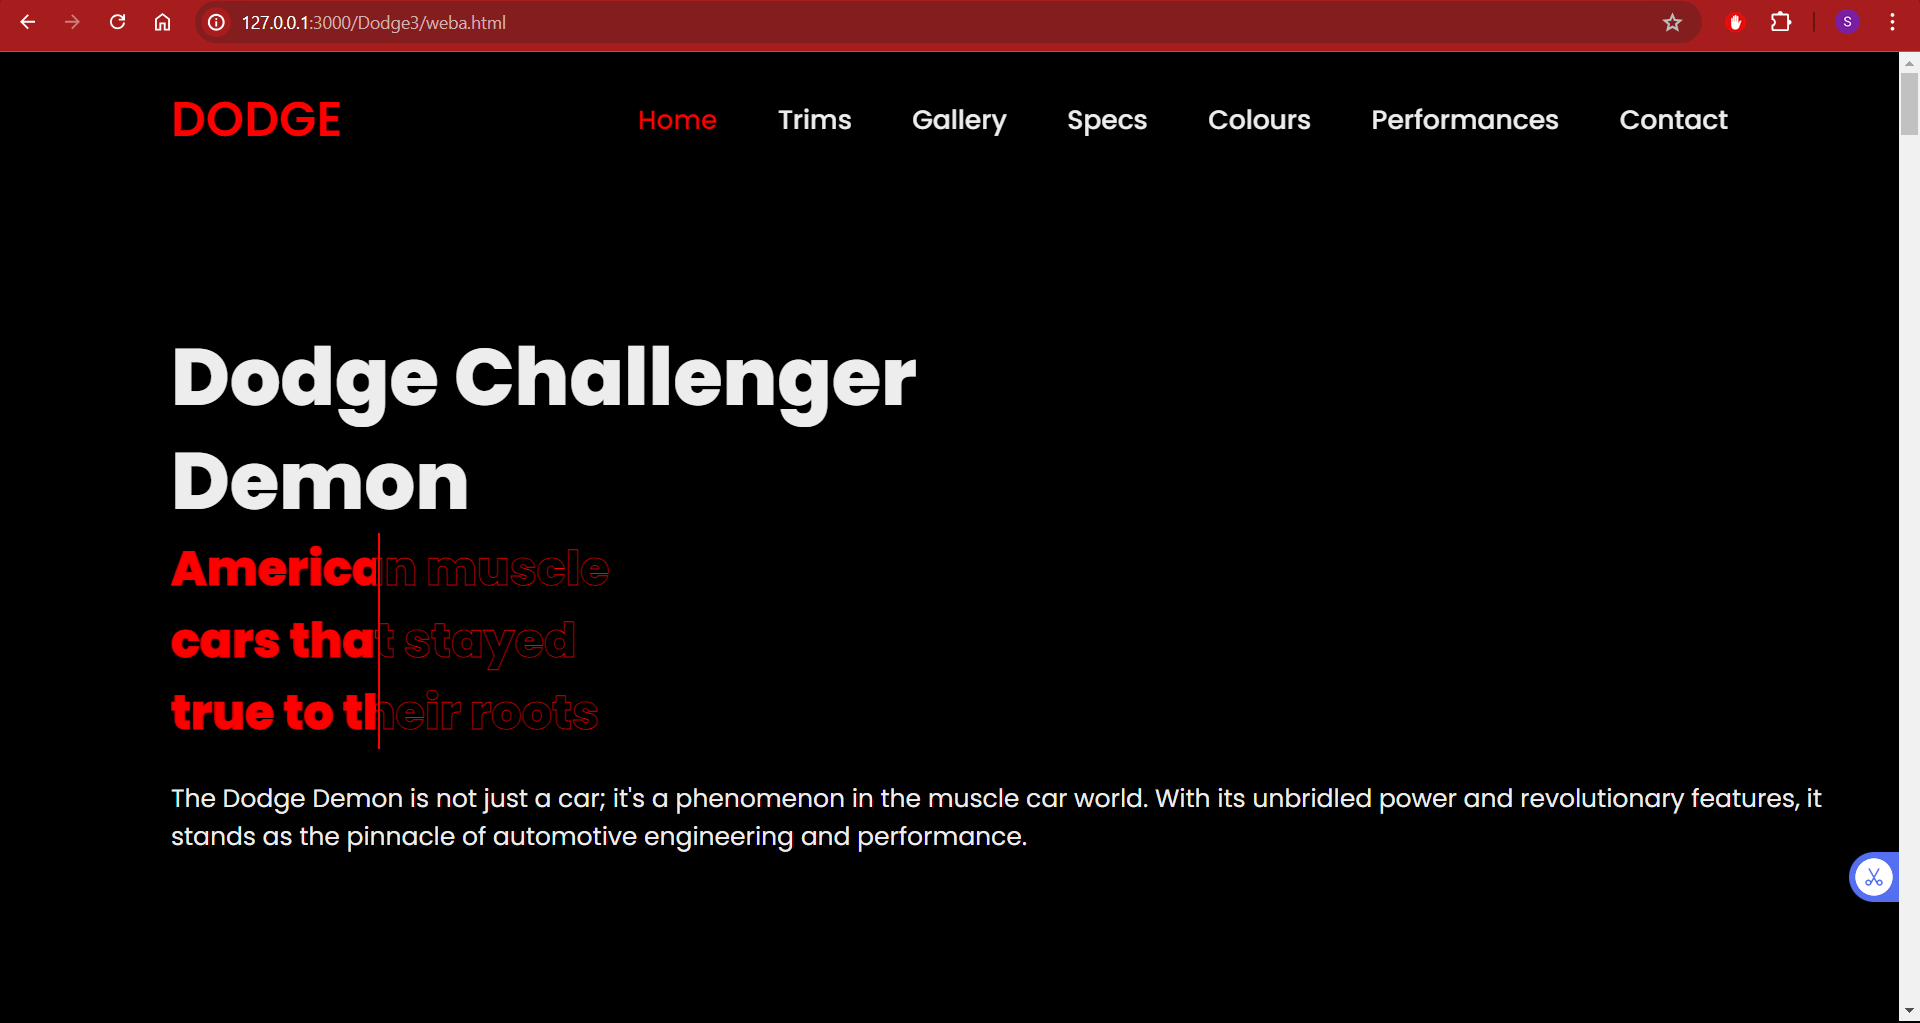 127.0.0.1:3000/Dodge3/weba.html
S
DODGE Home Trims Gallery Specs Colours Performances Contact
Dodge Challenger
Demon
American muscle
cars that stayed
true to their roots
The Dodge Demon is not just a car; it's a phenomenon in the muscle car world. With its unbridled power and revolutionary features, it
stands as the pinnacle of automotive engineering and performance.